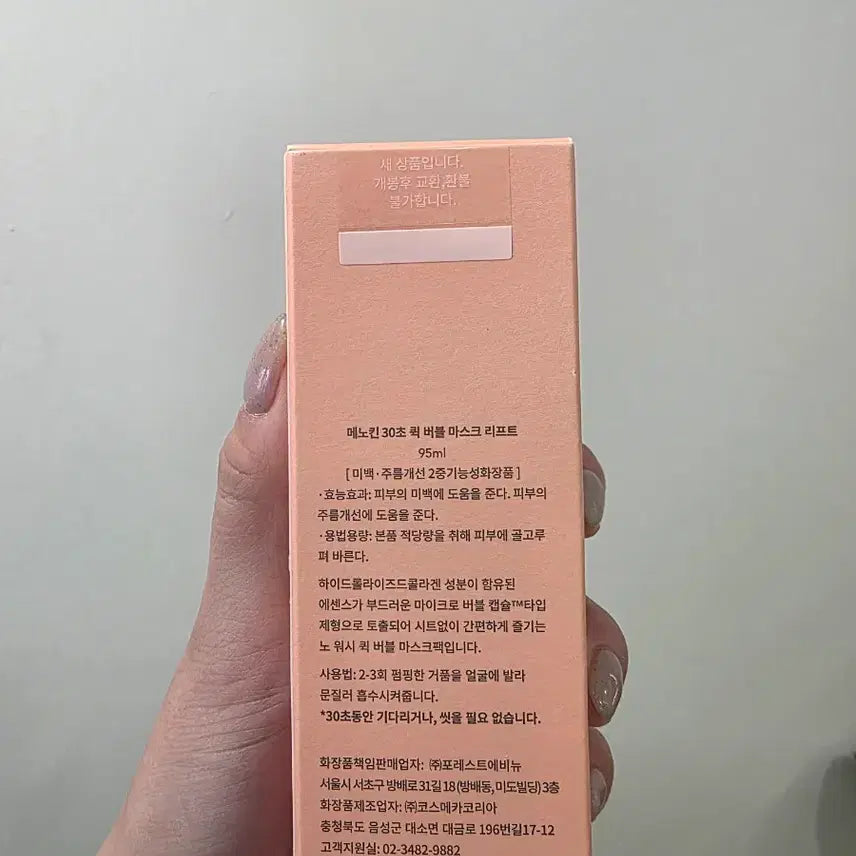 새 상품입니다.
개봉후 교환,환불
불가합니다.
메노킨 30초 퀵 버블 마스크 리프트
95ml
[ 미백·주름개선 2중기능성화장품 ]
·효능효과: 피부의 미백에 도움을 준다. 피부의
주름개선에 도움을 준다.
·용법용량: 본품 적당량을 취해 피부에 골고루
펴 바른다.
하이드롤라이즈드콜라겐 성분이 함유된
에센스가 부드러운 마이크로 버블 캡슐™타입
제형으로 토출되어 시트없이 간편하게 즐기는
노 워시 퀵 버블 마스크팩입니다.
사용법: 2-3회 펌핑한 거품을 얼굴에 발라
문질러 흡수시켜줍니다.
*30초동안 기다리거나, 씻을 필요 없습니다.
화장품책임판매업자: ㈜포레스트에비뉴
서울시 서초구 방배로31길 18 (방배동, 미도빌딩) 3층
화장품제조업자: ㈜코스메카코리아
충청북도 음성군 대소면 대금로 196번길17-12
고객지원실: 02-3482-9882